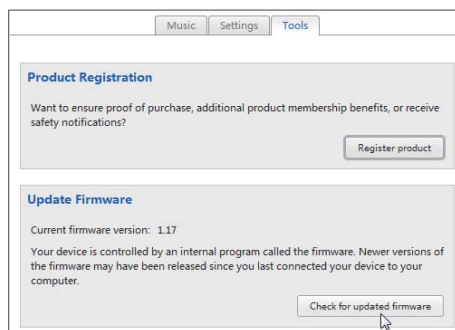 Music Settings Tools
Product Registration
Want to ensure proof of purchase, additional product membership benefits, or receive
safety notifications?
Register product
Update Firmware
Current firmware version: 1.17
Your device is controlled by an internal program called the firmware. Newer versions of
the firmware may have been released since you last connected your device to your
computer.
Check for updated firmware